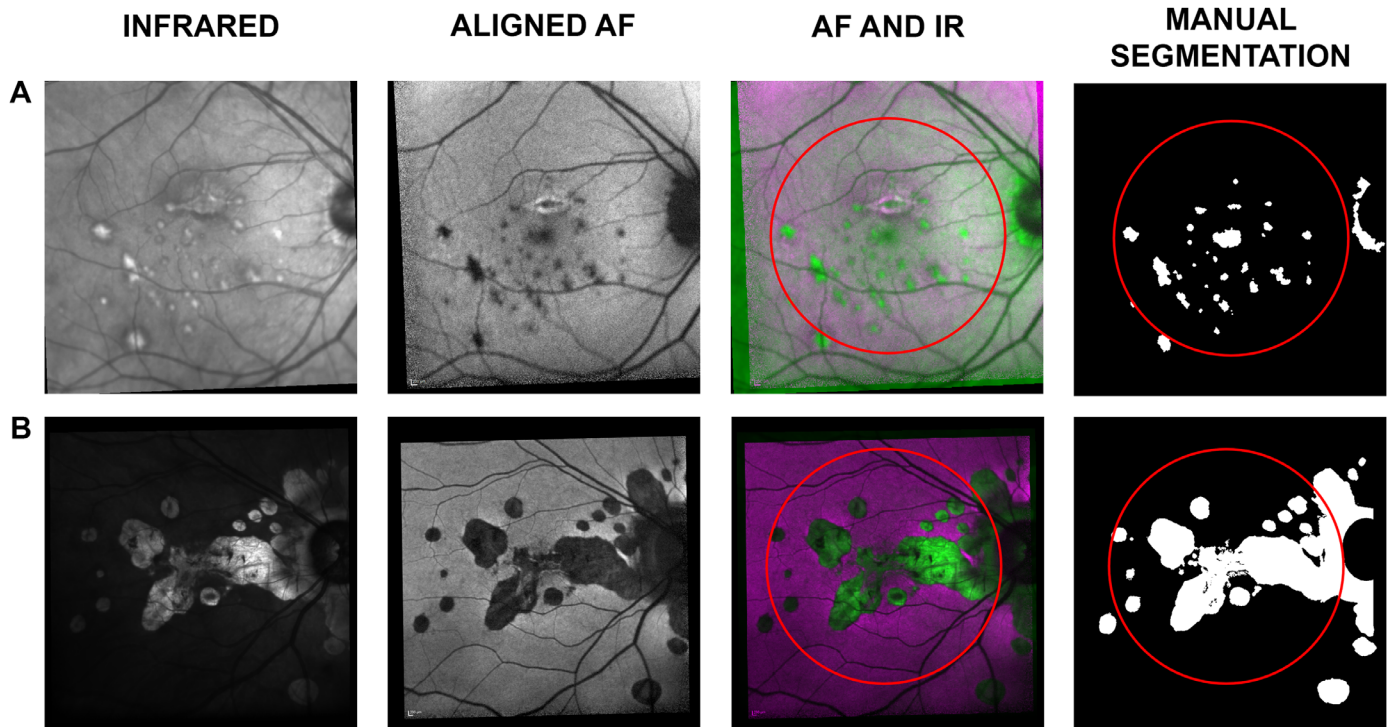 INFRARED
ALIGNED AF
AF AND IR
MANUAL
SEGMENTATION
A
B